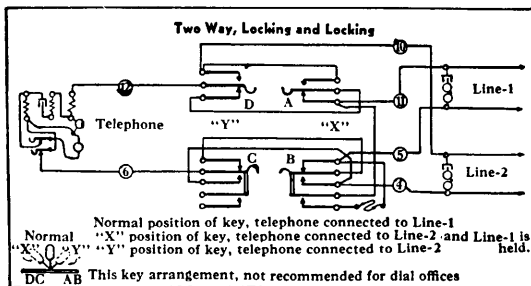 Two Way, Locking and Locking
10
12
D
A
11
Line-1
Telephone
"Y"
"X"
5
C
B
6
Line-2
4
Normal position of key, telephone connected to Line-1
"X" position of key, telephone connected to Line-2 and Line-1 is held.
"Y" position of key, telephone connected to Line-2
Normal
"X" "Y"
DC AB
This key arrangement, not recommended for dial offices